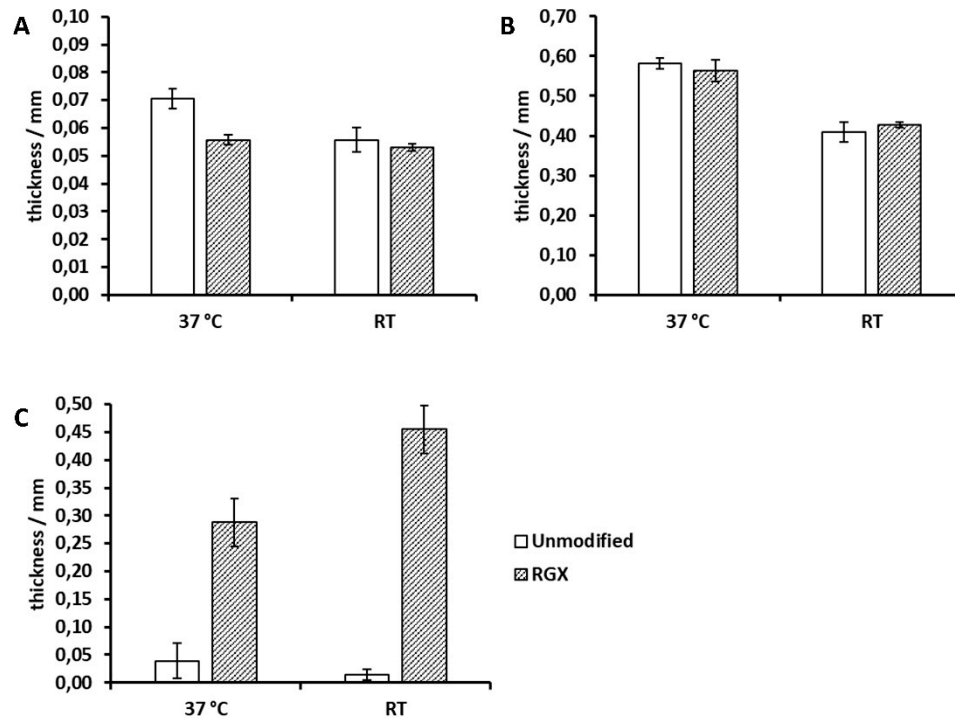 A
thickness / mm
0,10
0,09
0,08
0,07
0,06
0,05
0,04
0,03
0,02
0,01
0,00
37 °C
RT
B
thickness / mm
0,70
0,60
0,50
0,40
0,30
0,20
0,10
0,00
37 °C
RT
C
thickness / mm
0,50
0,45
0,40
0,35
0,30
0,25
0,20
0,15
0,10
0,05
0,00
37 °C
RT
Unmodified
RGX